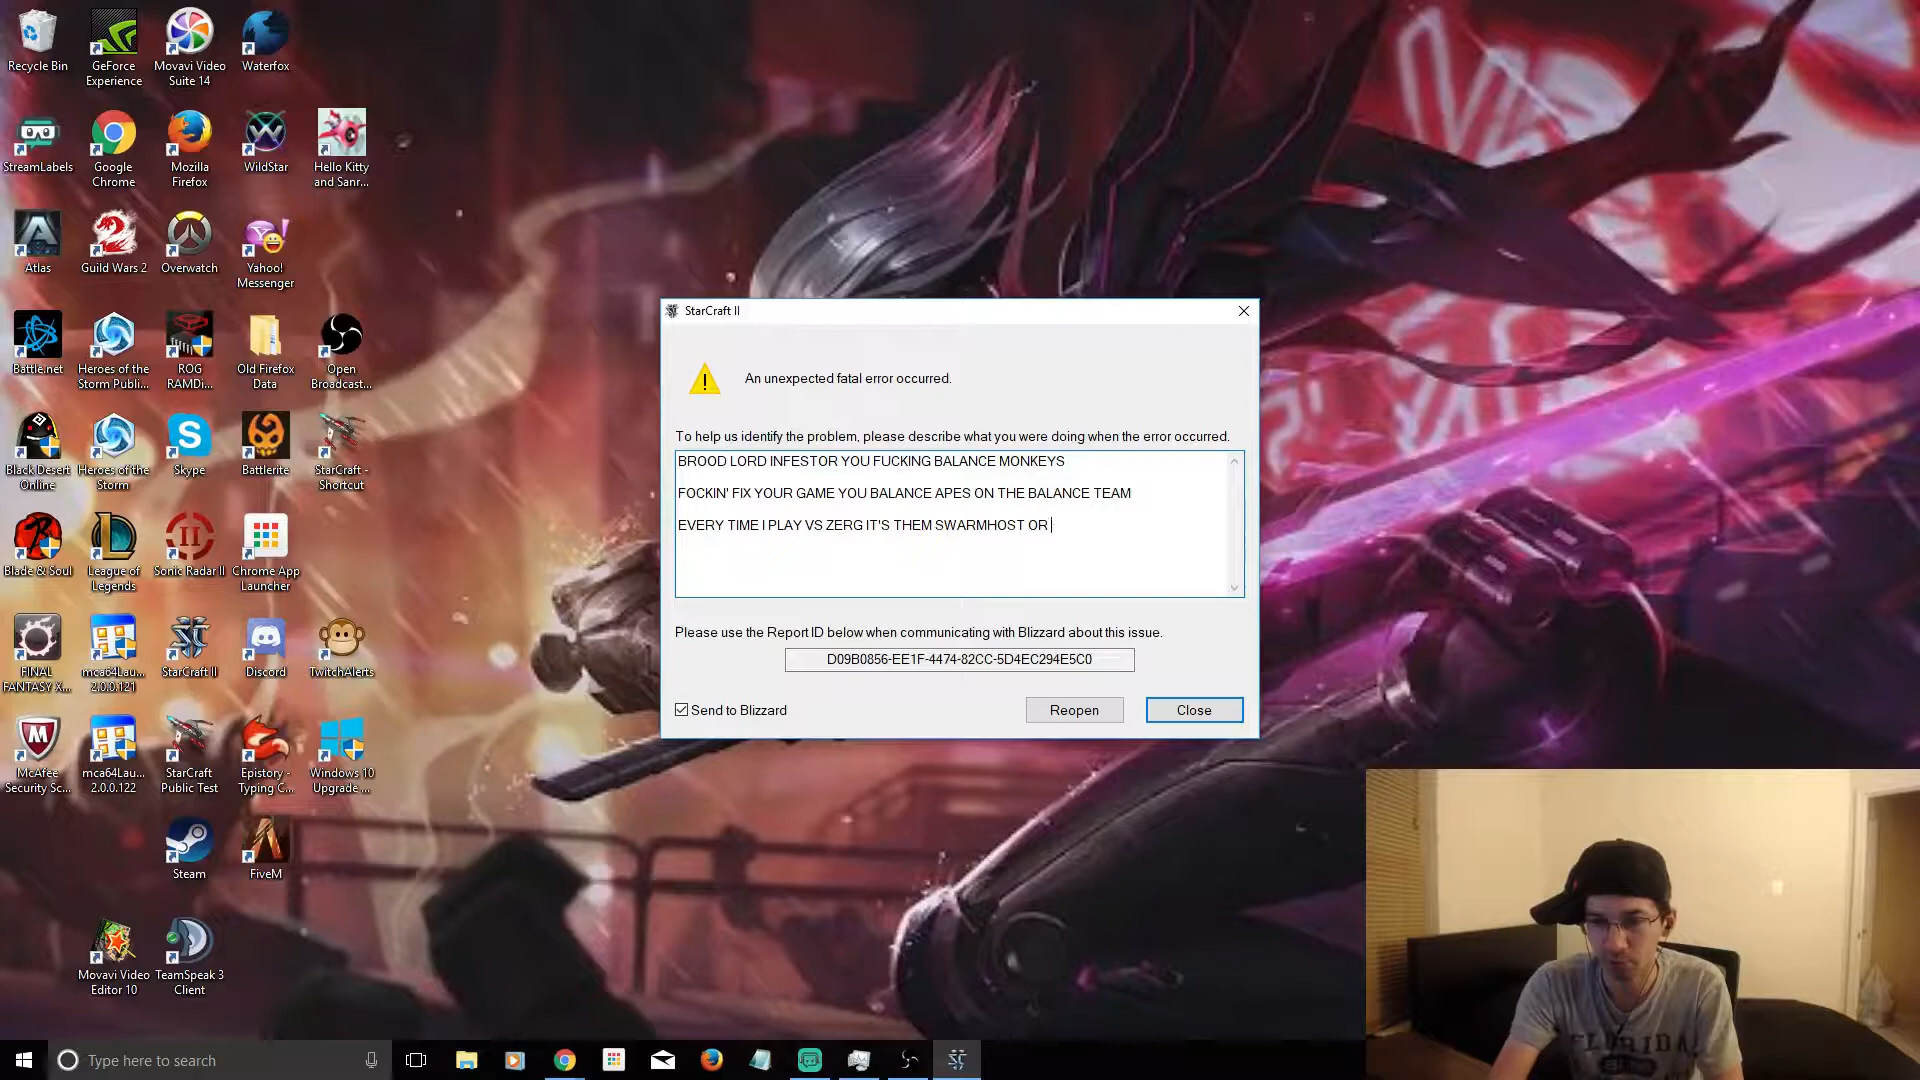 Recycle Bin
GeForce Experience
Movavi Video Suite 14
Waterfox
StreamLabels
Google Chrome
Mozilla Firefox
WildStar
Hello Kitty and Sanr...
Atlas
Guild Wars 2
Overwatch
Yahoo! Messenger
Battle.net
Heroes of the Storm Publi...
ROG RAMDi...
Old Firefox Data
Open Broadcast...
Black Desert Online
Heroes of the Storm
Skype
Battlerite
StarCraft - Shortcut
Blade & Soul
League of Legends
Sonic Radar II
Chrome App Launcher
FINAL FANTASY X...
mca64Lau... 2.0.0.121
StarCraft II
Discord
TwitchAlerts
McAfee Security Sc...
mca64Lau... 2.0.0.122
StarCraft Public Test
Epistory - Typing C...
Windows 10 Upgrade ...
Steam
FiveM
Movavi Video Editor 10
TeamSpeak 3 Client
StarCraft II
An unexpected fatal error occurred.
To help us identify the problem, please describe what you were doing when the error occurred.
BROOD LORD INFESTOR YOU FUCKING BALANCE MONKEYS
FOCKIN' FIX YOUR GAME YOU BALANCE APES ON THE BALANCE TEAM
EVERY TIME I PLAY VS ZERG IT'S THEM SWARMHOST OR
Please use the Report ID below when communicating with Blizzard about this issue.
D09B0856-EE1F-4474-82CC-5D4EC294E5C0
Send to Blizzard
Reopen
Close
FLORIDA
Type here to search